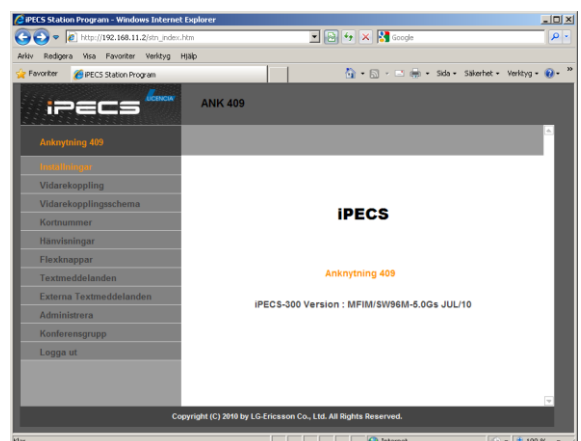 iPECS Station Program - Windows Internet Explorer
http://192.168.11.2/stn_index.htm
Google
Arkiv Redigera Visa Favoriter Verktyg Hjälp
Favoriter iPECS Station Program Sida Säkerhet Verktyg
iPECS LICENCIA ANK 409
Anknytning 409
Inställningar
Vidarekoppling
Vidarekopplingsschema
Kortnummer
Hänvisningar
Flexknappar
Textmeddelanden
Externa Textmeddelanden
Administrera
Konferensgrupp
Logga ut
iPECS
Anknytning 409
iPECS-300 Version : MFIM/SW96M-5.0Gs JUL/10
Copyright (C) 2010 by LG-Ericsson Co., Ltd. All Rights Reserved.
Internet 100 %